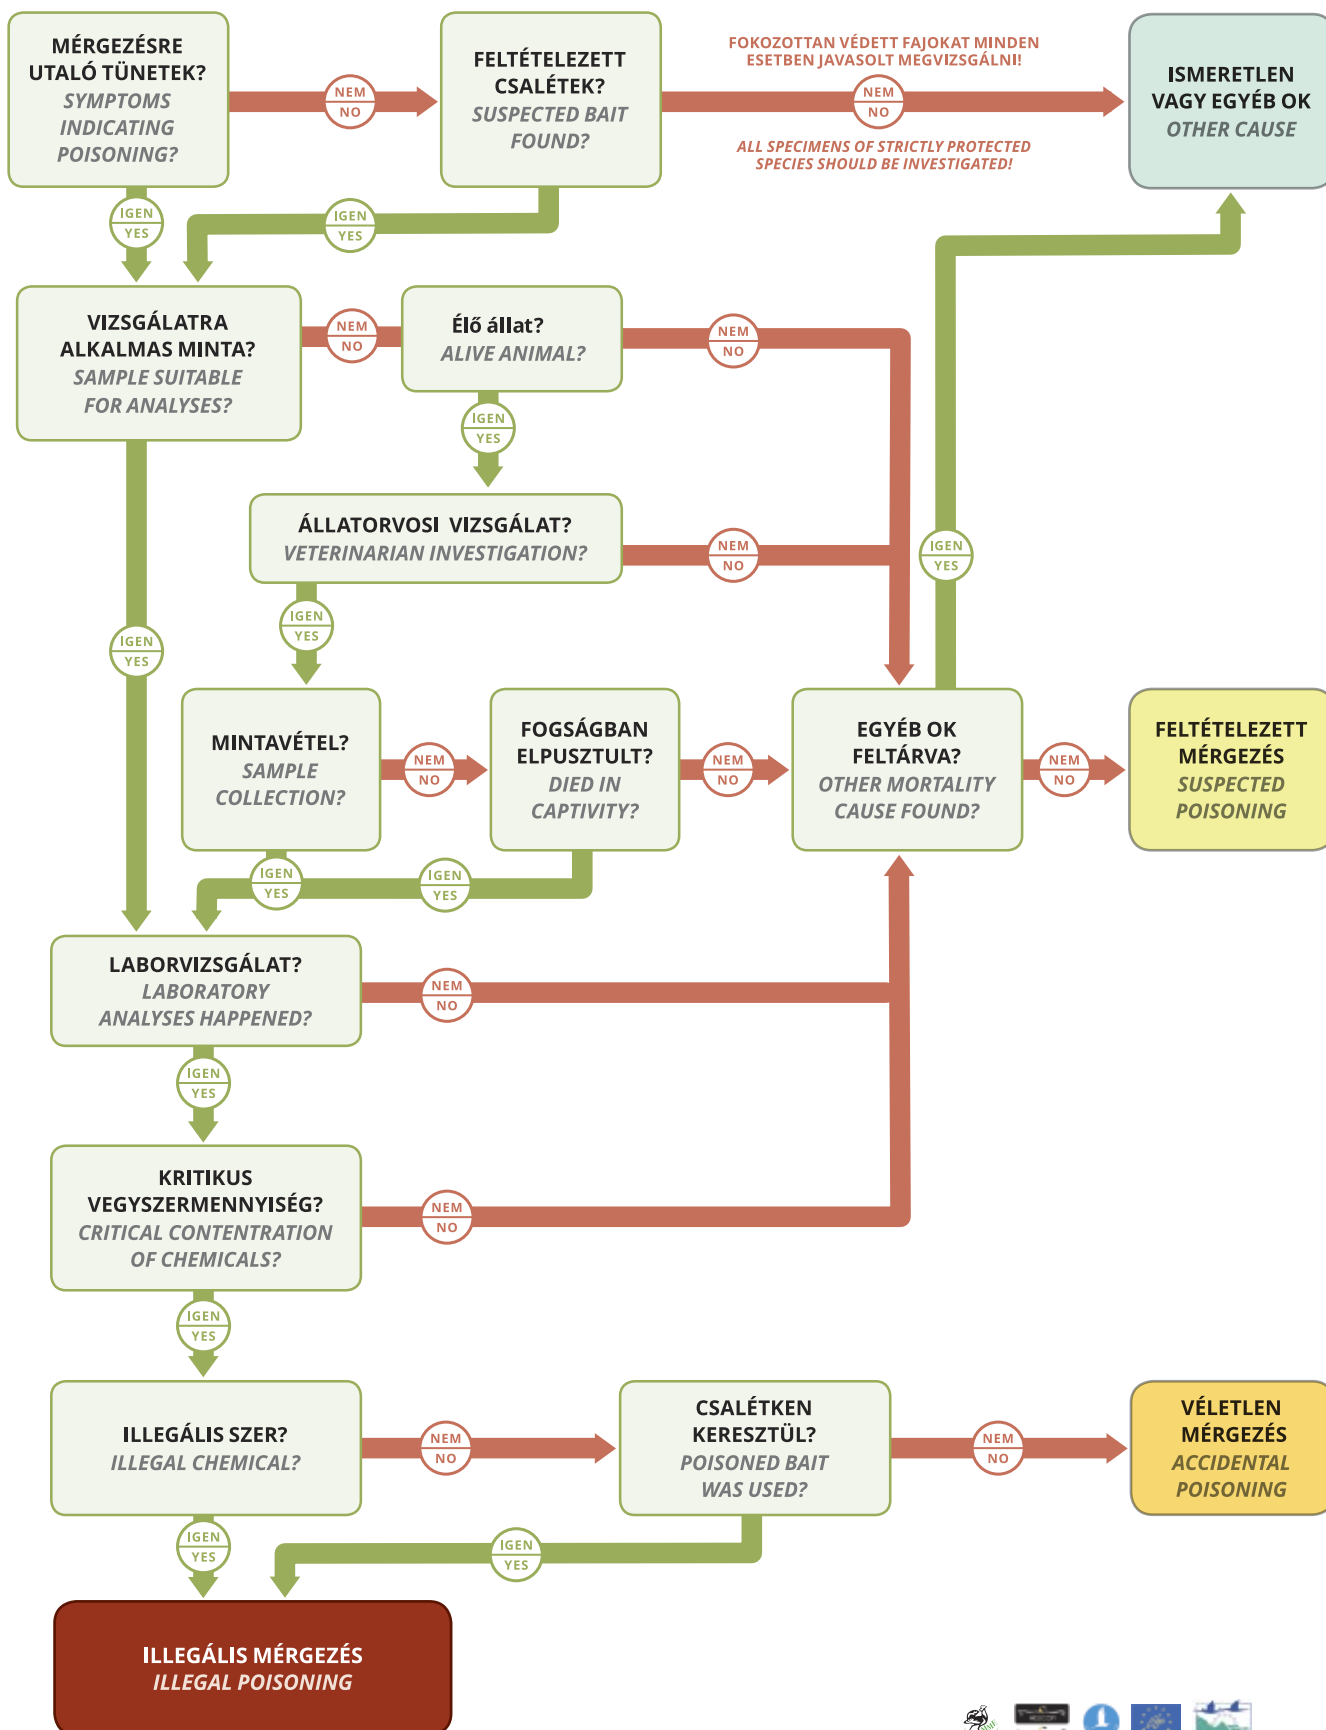 MÉRGEZÉSRE
UTALÓ TÜNETEK?
SYMPTOMS
INDICATING
POISONING?
NEM
NO
FELTÉTELEZETT
CSALÉTEK?
SUSPECTED BAIT
FOUND?
FOKOZOTTAN VÉDETT FAJOKAT MINDEN
ESETBEN JAVASOLT MEGVIZSGÁLNI!
NEM
NO
ALL SPECIMENS OF STRICTLY PROTECTED
SPECIES SHOULD BE INVESTIGATED!
ISMERETLEN
VAGY EGYÉB OK
OTHER CAUSE
IGEN
YES
IGEN
YES
VIZSGÁLATRA
ALKALMAS MINTA?
SAMPLE SUITABLE
FOR ANALYSES?
NEM
NO
Élő állat?
ALIVE ANIMAL?
NEM
NO
IGEN
YES
ÁLLATORVOSI VIZSGÁLAT?
VETERINARIAN INVESTIGATION?
NEM
NO
IGEN
YES
IGEN
YES
IGEN
YES
MINTAVÉTEL?
SAMPLE
COLLECTION?
NEM
NO
FOGSÁGBAN
ELPUSZTULT?
DIED IN
CAPTIVITY?
NEM
NO
EGYÉB OK
FELTÁRVA?
OTHER MORTALITY
CAUSE FOUND?
NEM
NO
FELTÉTELEZETT
MÉRGEZÉS
SUSPECTED
POISONING
IGEN
YES
IGEN
YES
LABORVIZSGÁLAT?
LABORATORY
ANALYSES HAPPENED?
NEM
NO
IGEN
YES
KRITIKUS
VEGYSZERMENNYISÉG?
CRITICAL CONTENTRATION
OF CHEMICALS?
NEM
NO
IGEN
YES
ILLEGÁLIS SZER?
ILLEGAL CHEMICAL?
NEM
NO
CSALÉTKEN
KERESZTÜL?
POISONED BAIT
WAS USED?
NEM
NO
VÉLETLEN
MÉRGEZÉS
ACCIDENTAL
POISONING
IGEN
YES
IGEN
YES
ILLEGÁLIS MÉRGEZÉS
ILLEGAL POISONING
MME